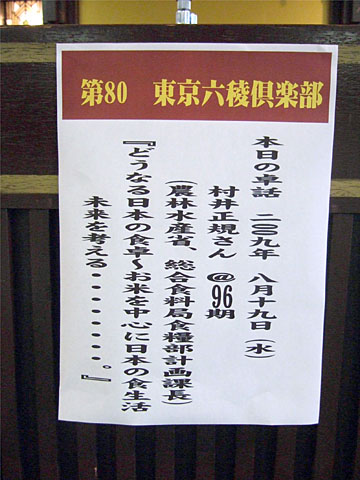 第80 東京六稜倶楽部
本日の卓話 二〇〇九年 八月十九日（水）
村井正規さん @96期
（農林水産省、総合食料局食糧部計画課長）
『どうなる日本の食卓～お米を中心に日本の食生活
未来を考える・・・・・・。』